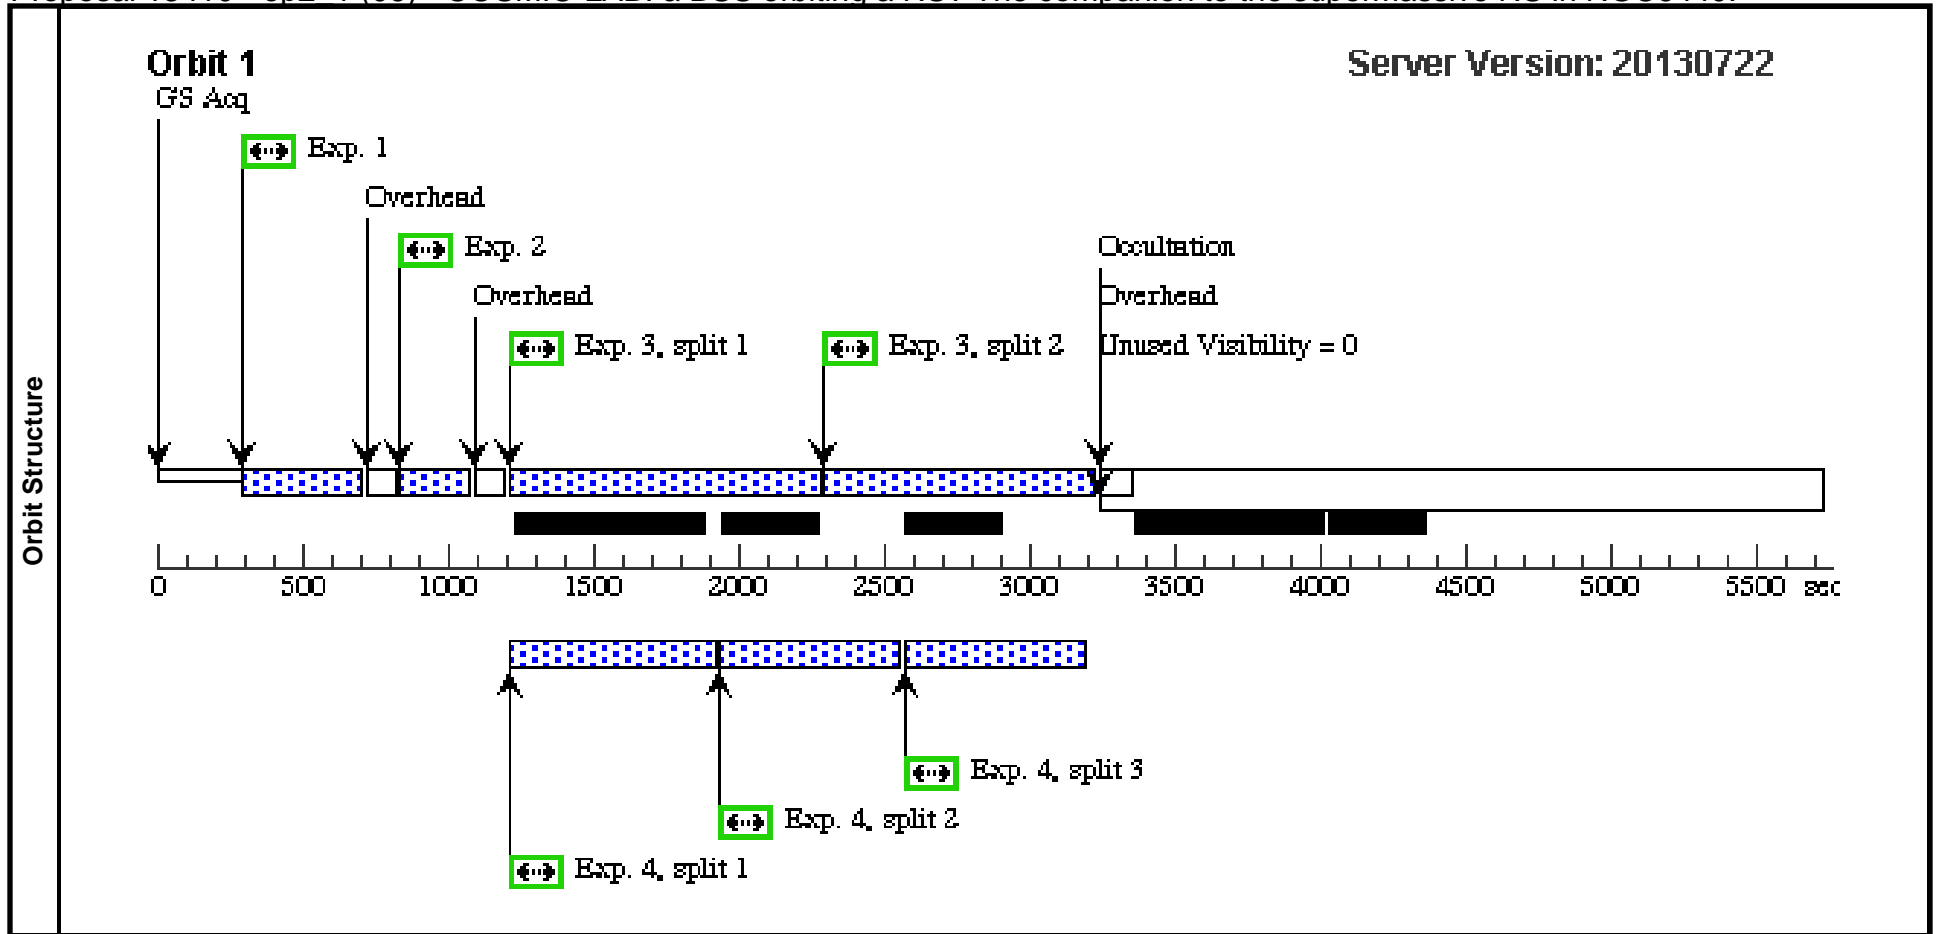 Orbit 1
Server Version: 20130722
GS Acq
Exp. 1
Overhead
Exp. 2
Occultation
Overhead
Overhead
Exp. 3, split 1
Exp. 3, split 2
Unused Visibility = 0
Orbit Structure
0 500 1000 1500 2000 2500 3000 3500 4000 4500 5000 5500 sec
Exp. 4, split 3
Exp. 4, split 2
Exp. 4, split 1